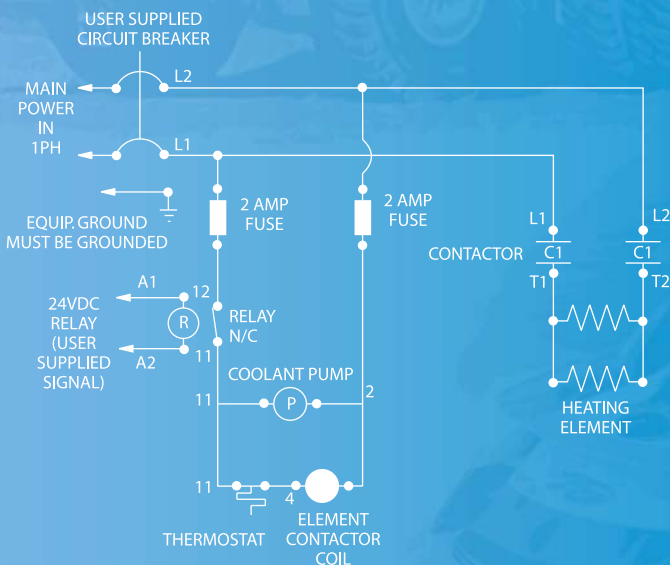 USER SUPPLIED
CIRCUIT BREAKER
L2
MAIN
POWER
IN
1PH
L1
2 AMP
FUSE
2 AMP
FUSE
EQUIP. GROUND
MUST BE GROUNDED
L1
L2
CONTACTOR
C1
C1
T1
T2
A1
12
24VDC
RELAY
(USER
SUPPLIED
SIGNAL)
R
RELAY
N/C
A2
11
COOLANT PUMP
11
P
2
HEATING
ELEMENT
11
4
THERMOSTAT
ELEMENT
CONTACTOR
COIL